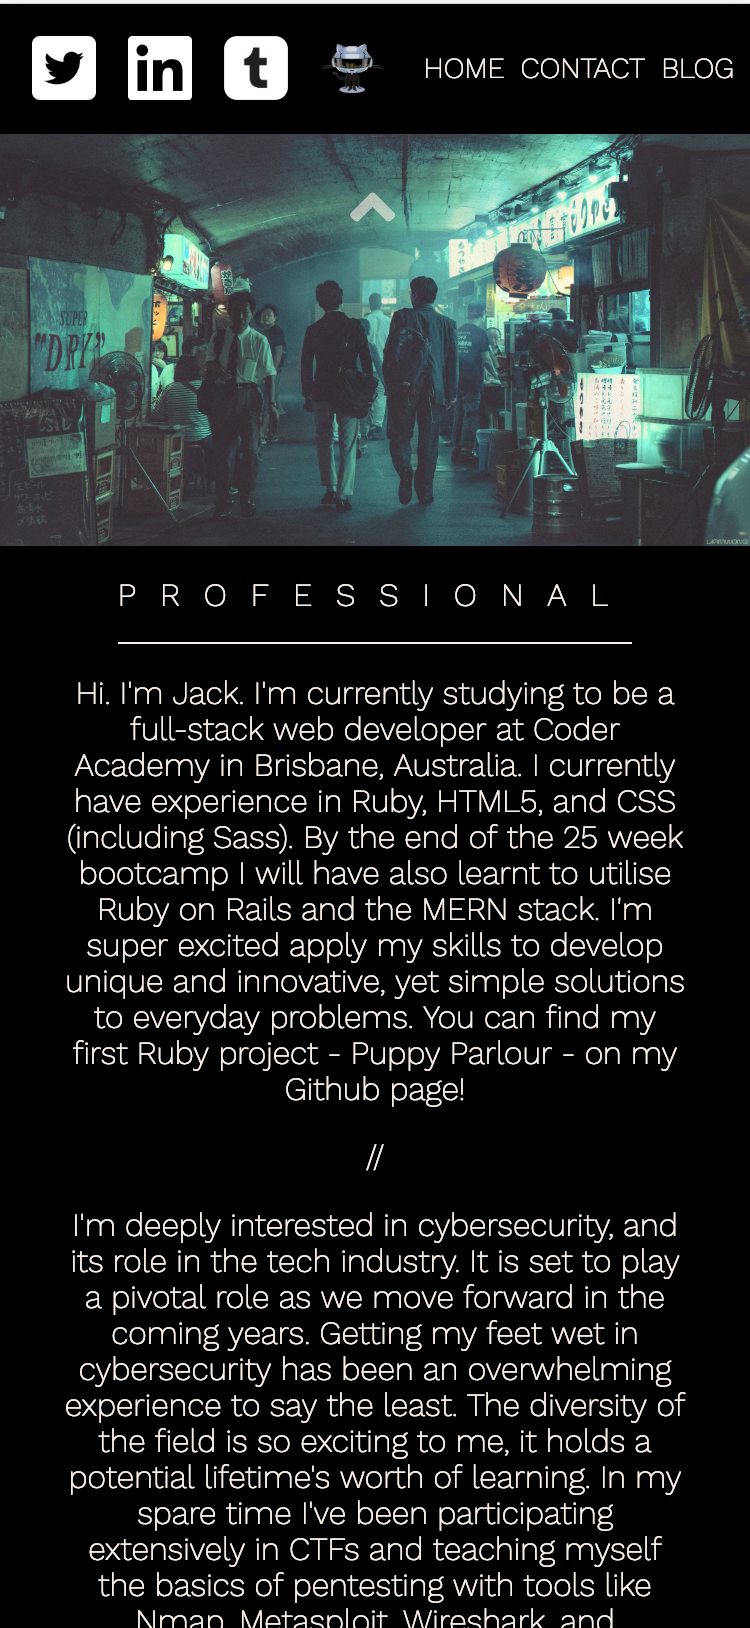 HOME CONTACT BLOG
SUPER
"DRY"
PROFESSIONAL
Hi. I'm Jack. I'm currently studying to be a
full-stack web developer at Coder
Academy in Brisbane, Australia. I currently
have experience in Ruby, HTML5, and CSS
(including Sass). By the end of the 25 week
bootcamp I will have also learnt to utilise
Ruby on Rails and the MERN stack. I'm
super excited apply my skills to develop
unique and innovative, yet simple solutions
to everyday problems. You can find my
first Ruby project - Puppy Parlour - on my
Github page!
//
I'm deeply interested in cybersecurity, and
its role in the tech industry. It is set to play
a pivotal role as we move forward in the
coming years. Getting my feet wet in
cybersecurity has been an overwhelming
experience to say the least. The diversity of
the field is so exciting to me, it holds a
potential lifetime's worth of learning. In my
spare time I've been participating
extensively in CTFs and teaching myself
the basics of pentesting with tools like
Nmap, Metasploit, Wireshark, and